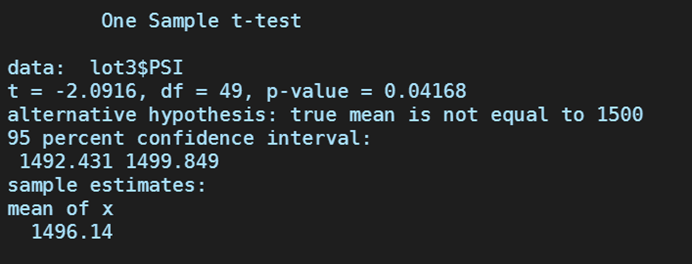 One Sample t-test
data:  lot3$PSI
t = -2.0916, df = 49, p-value = 0.04168
alternative hypothesis: true mean is not equal to 1500
95 percent confidence interval:
1492.431 1499.849
sample estimates:
mean of x
1496.14